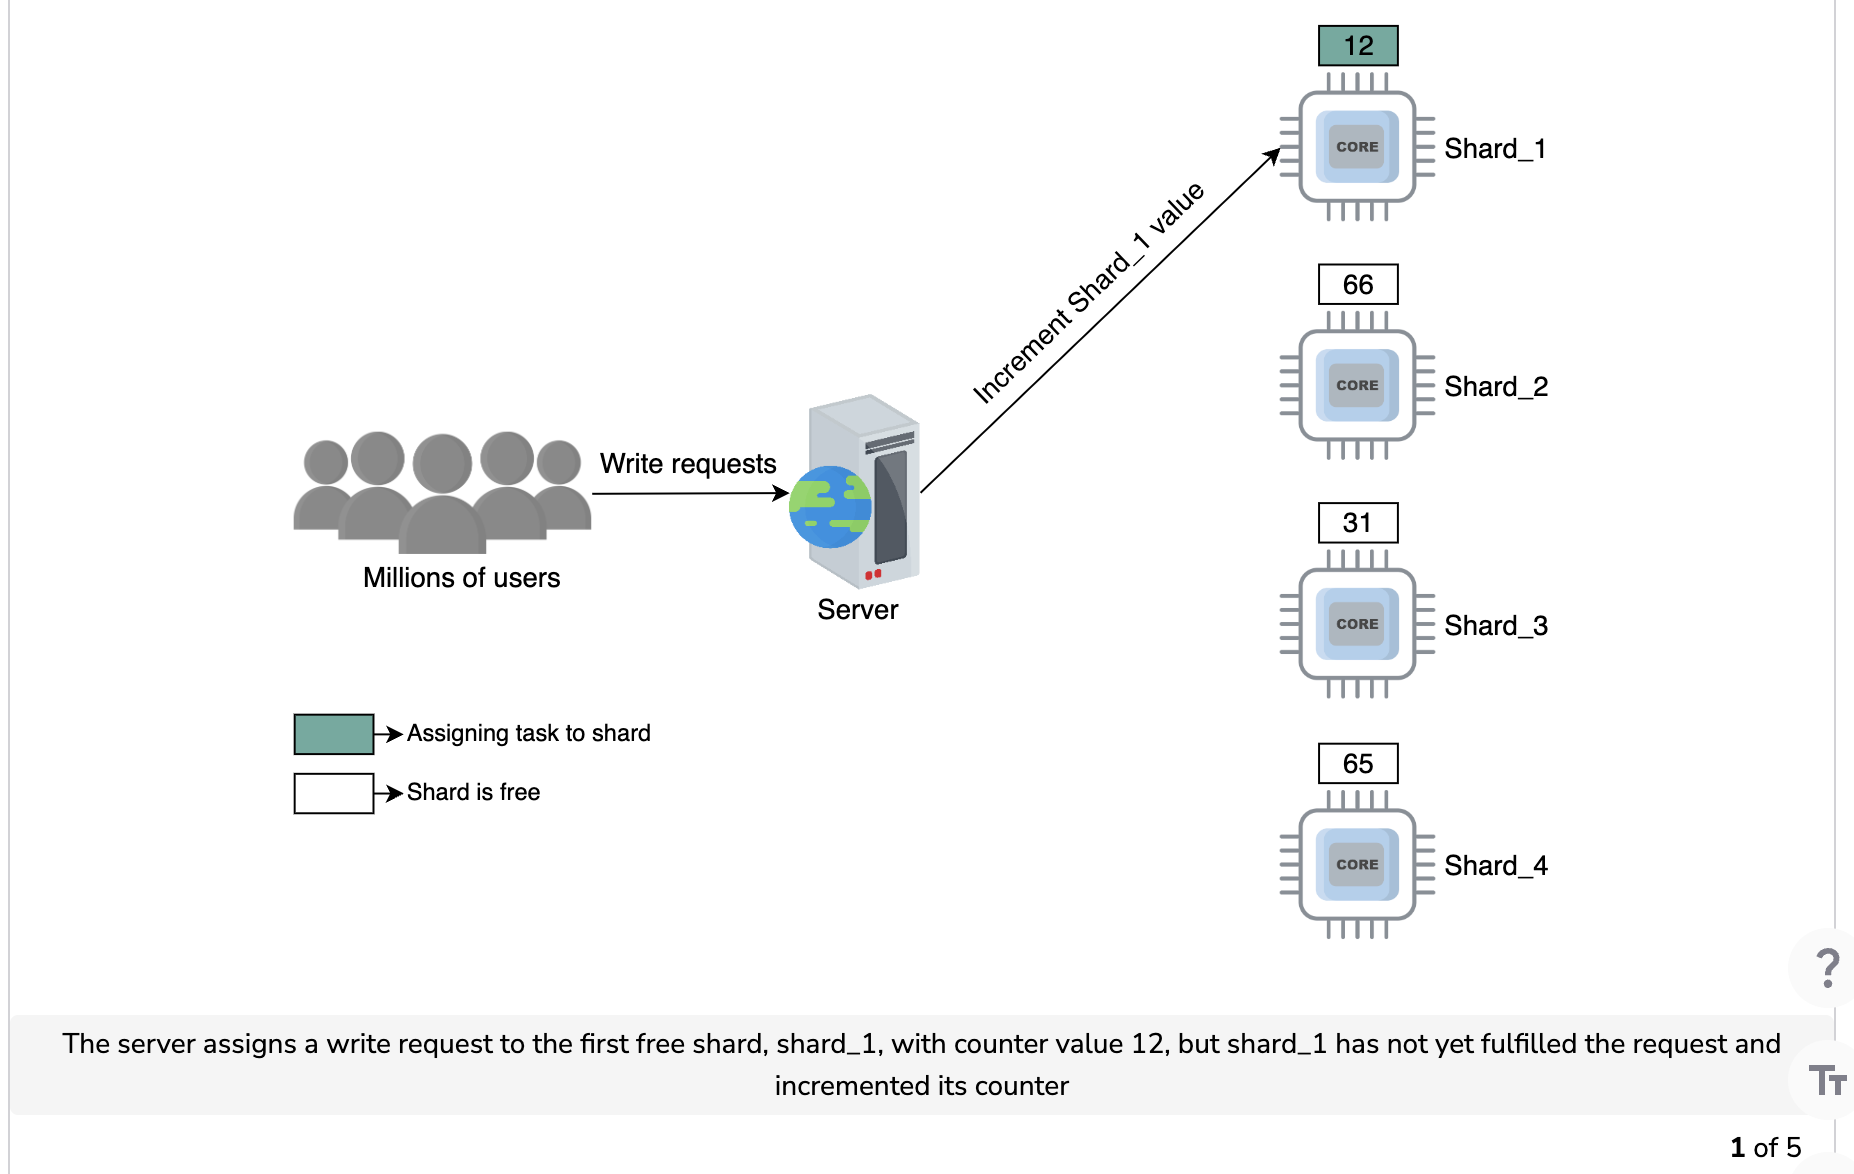 12
CORE
Shard_1
Increment Shard_1 value
66
CORE
Shard_2
Write requests
31
CORE
Shard_3
Millions of users
Server
Assigning task to shard
Shard is free
65
CORE
Shard_4
?
The server assigns a write request to the first free shard, shard_1, with counter value 12, but shard_1 has not yet fulfilled the request and
incremented its counter
TT
1 of 5